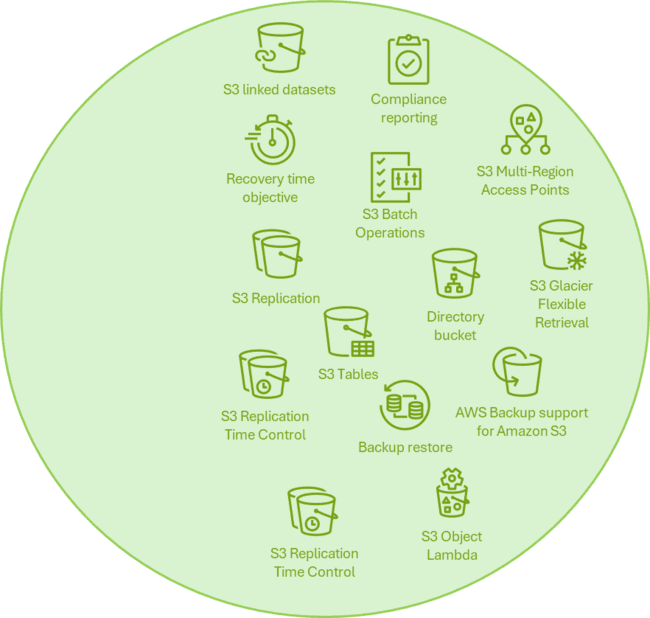 S3 linked datasets
Compliance
reporting
S3 Multi-Region
Access Points
Recovery time
objective
S3 Batch
Operations
S3 Replication
Directory
bucket
S3 Glacier
Flexible
Retrieval
S3 Tables
S3 Replication
Time Control
AWS Backup support
for Amazon S3
Backup restore
S3 Object
Lambda
S3 Replication
Time Control